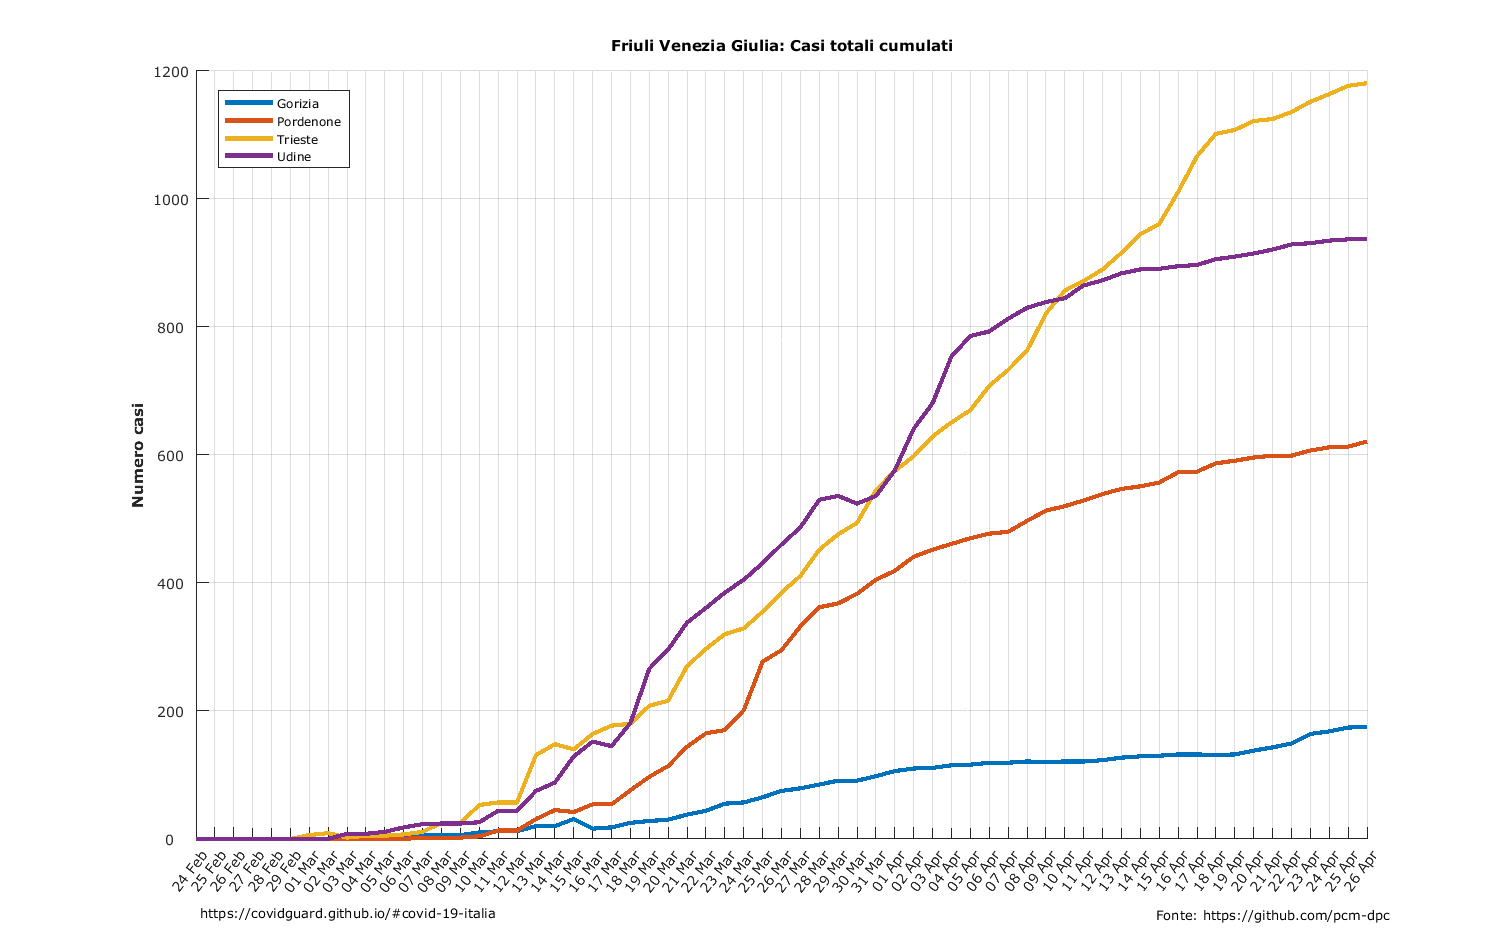 Friuli Venezia Giulia: Casi totali cumulati
Gorizia
Pordenone
Trieste
Udine
Numero casi
1200
1000
800
600
400
200
0
24 Feb
25 Feb
26 Feb
27 Feb
28 Feb
29 Feb
01 Mar
02 Mar
03 Mar
04 Mar
05 Mar
06 Mar
07 Mar
08 Mar
09 Mar
10 Mar
11 Mar
12 Mar
13 Mar
14 Mar
15 Mar
16 Mar
17 Mar
18 Mar
19 Mar
20 Mar
21 Mar
22 Mar
23 Mar
24 Mar
25 Mar
26 Mar
27 Mar
28 Mar
29 Mar
30 Mar
31 Mar
01 Apr
02 Apr
03 Apr
04 Apr
05 Apr
06 Apr
07 Apr
08 Apr
09 Apr
10 Apr
11 Apr
12 Apr
13 Apr
14 Apr
15 Apr
16 Apr
17 Apr
18 Apr
19 Apr
20 Apr
21 Apr
22 Apr
23 Apr
24 Apr
25 Apr
26 Apr
https://covidguard.github.io/#covid-19-italia
Fonte: https://github.com/pcm-dpc